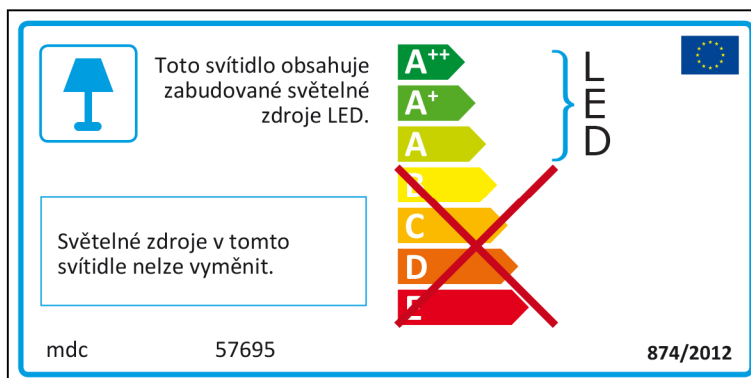 Toto svítidlo obsahuje
zabudované světelné
zdroje LED.
Světelné zdroje v tomto
svítidle nelze vyměnit.
A++
A+
A
B
C
D
E
L
E
D
mdc 57695
874/2012